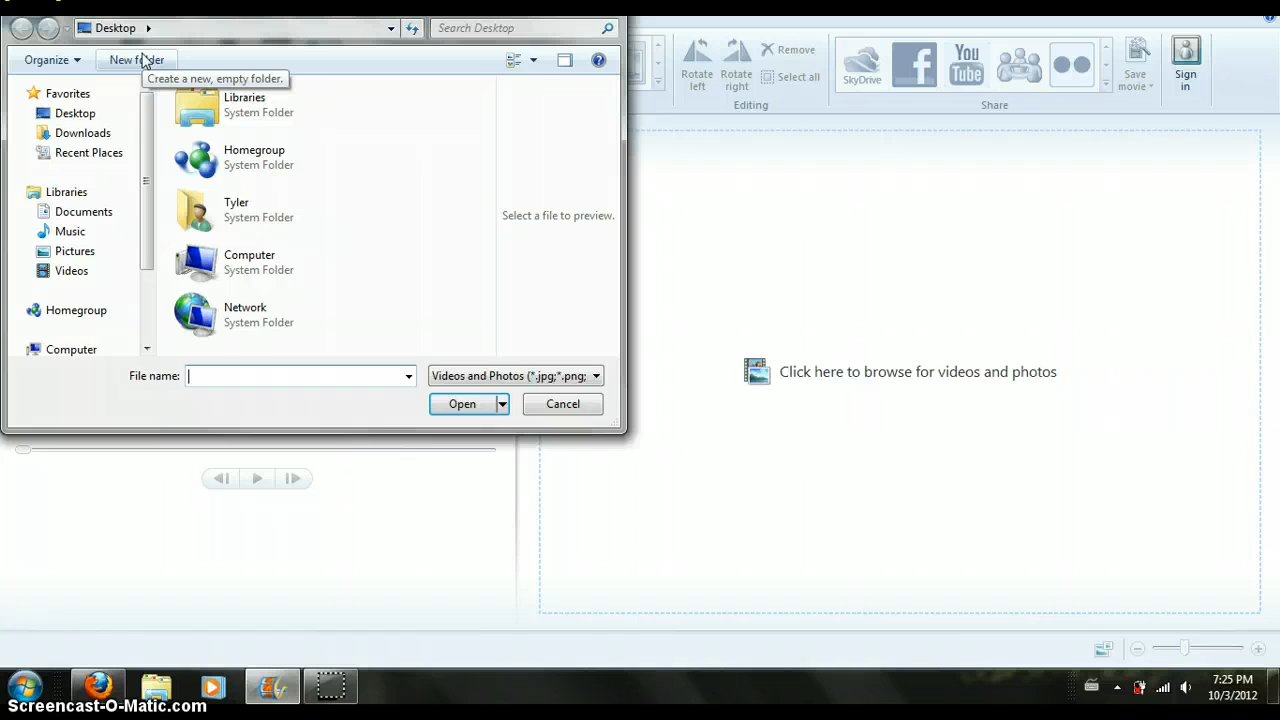 Desktop
Search Desktop
Organize
New folder
Create a new, empty folder.
Favorites
Desktop
Downloads
Recent Places
Libraries
Documents
Music
Pictures
Videos
Homegroup
Computer
Libraries
System Folder
Homegroup
System Folder
Tyler
System Folder
Computer
System Folder
Network
System Folder
Select a file to preview.
File name:
Videos and Photos (*.jpg;*.png;
Open
Cancel
Rotate left
Rotate right
Remove
Select all
Editing
SkyDrive
You Tube
Share
Save movie
Sign in
Click here to browse for videos and photos
7:25 PM
10/3/2012
Screencast-O-Matic.com